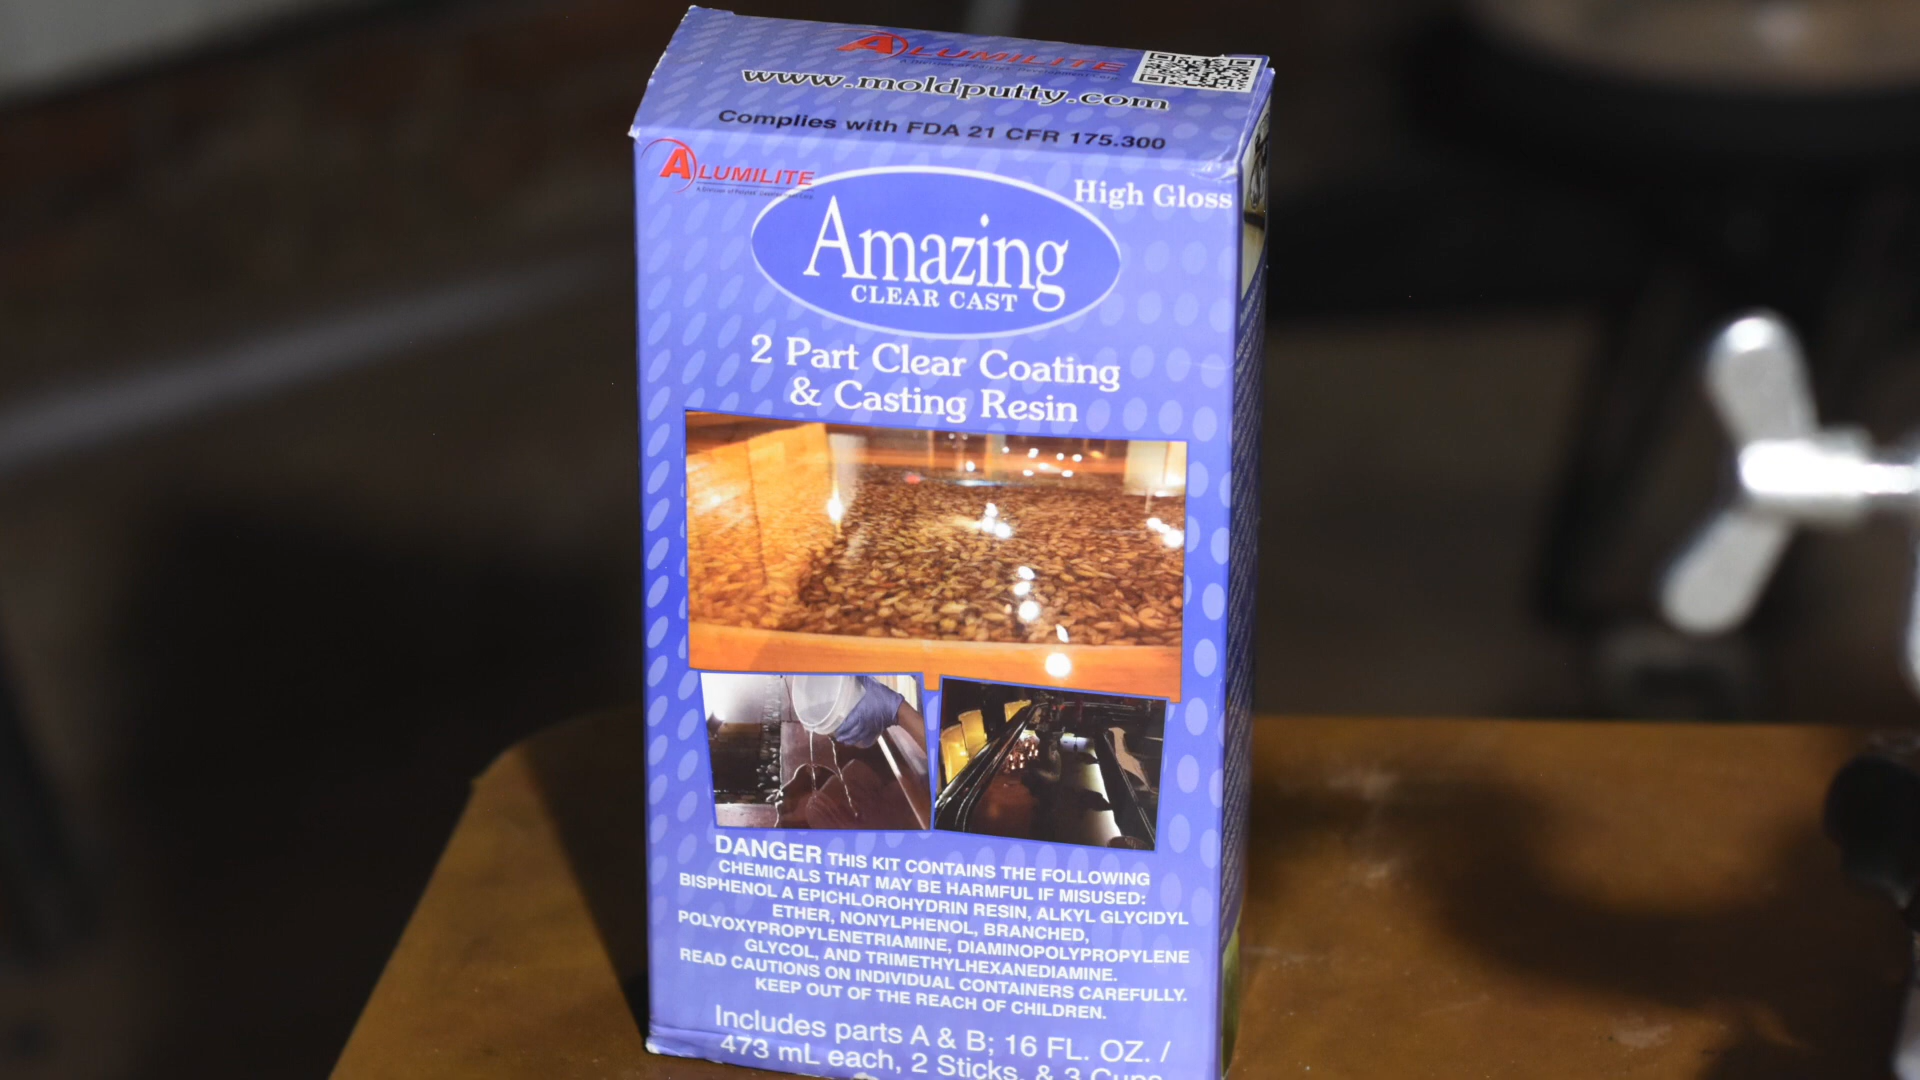 ALUMILITE
www.moldputty.com
Complies with FDA 21 CFR 175.300
ALUMILITE
High Gloss
Amazing
CLEAR CAST
2 Part Clear Coating
& Casting Resin
DANGER THIS KIT CONTAINS THE FOLLOWING
CHEMICALS THAT MAY BE HARMFUL IF MISUSED:
BISPHENOL A EPICHLOROHYDRIN RESIN, ALKYL GLYCIDYL
ETHER, NONYLPHENOL, BRANCHED,
POLYOXYPROPYLENETRIAMINE, DIAMINOPOLYPROPYLENE
GLYCOL, AND TRIMETHYLHEXANEDIAMINE.
READ CAUTIONS ON INDIVIDUAL CONTAINERS CAREFULLY.
KEEP OUT OF THE REACH OF CHILDREN.
Includes parts A & B; 16 FL. OZ. /
473 mL each, 2 Sticks, & 3 Cups